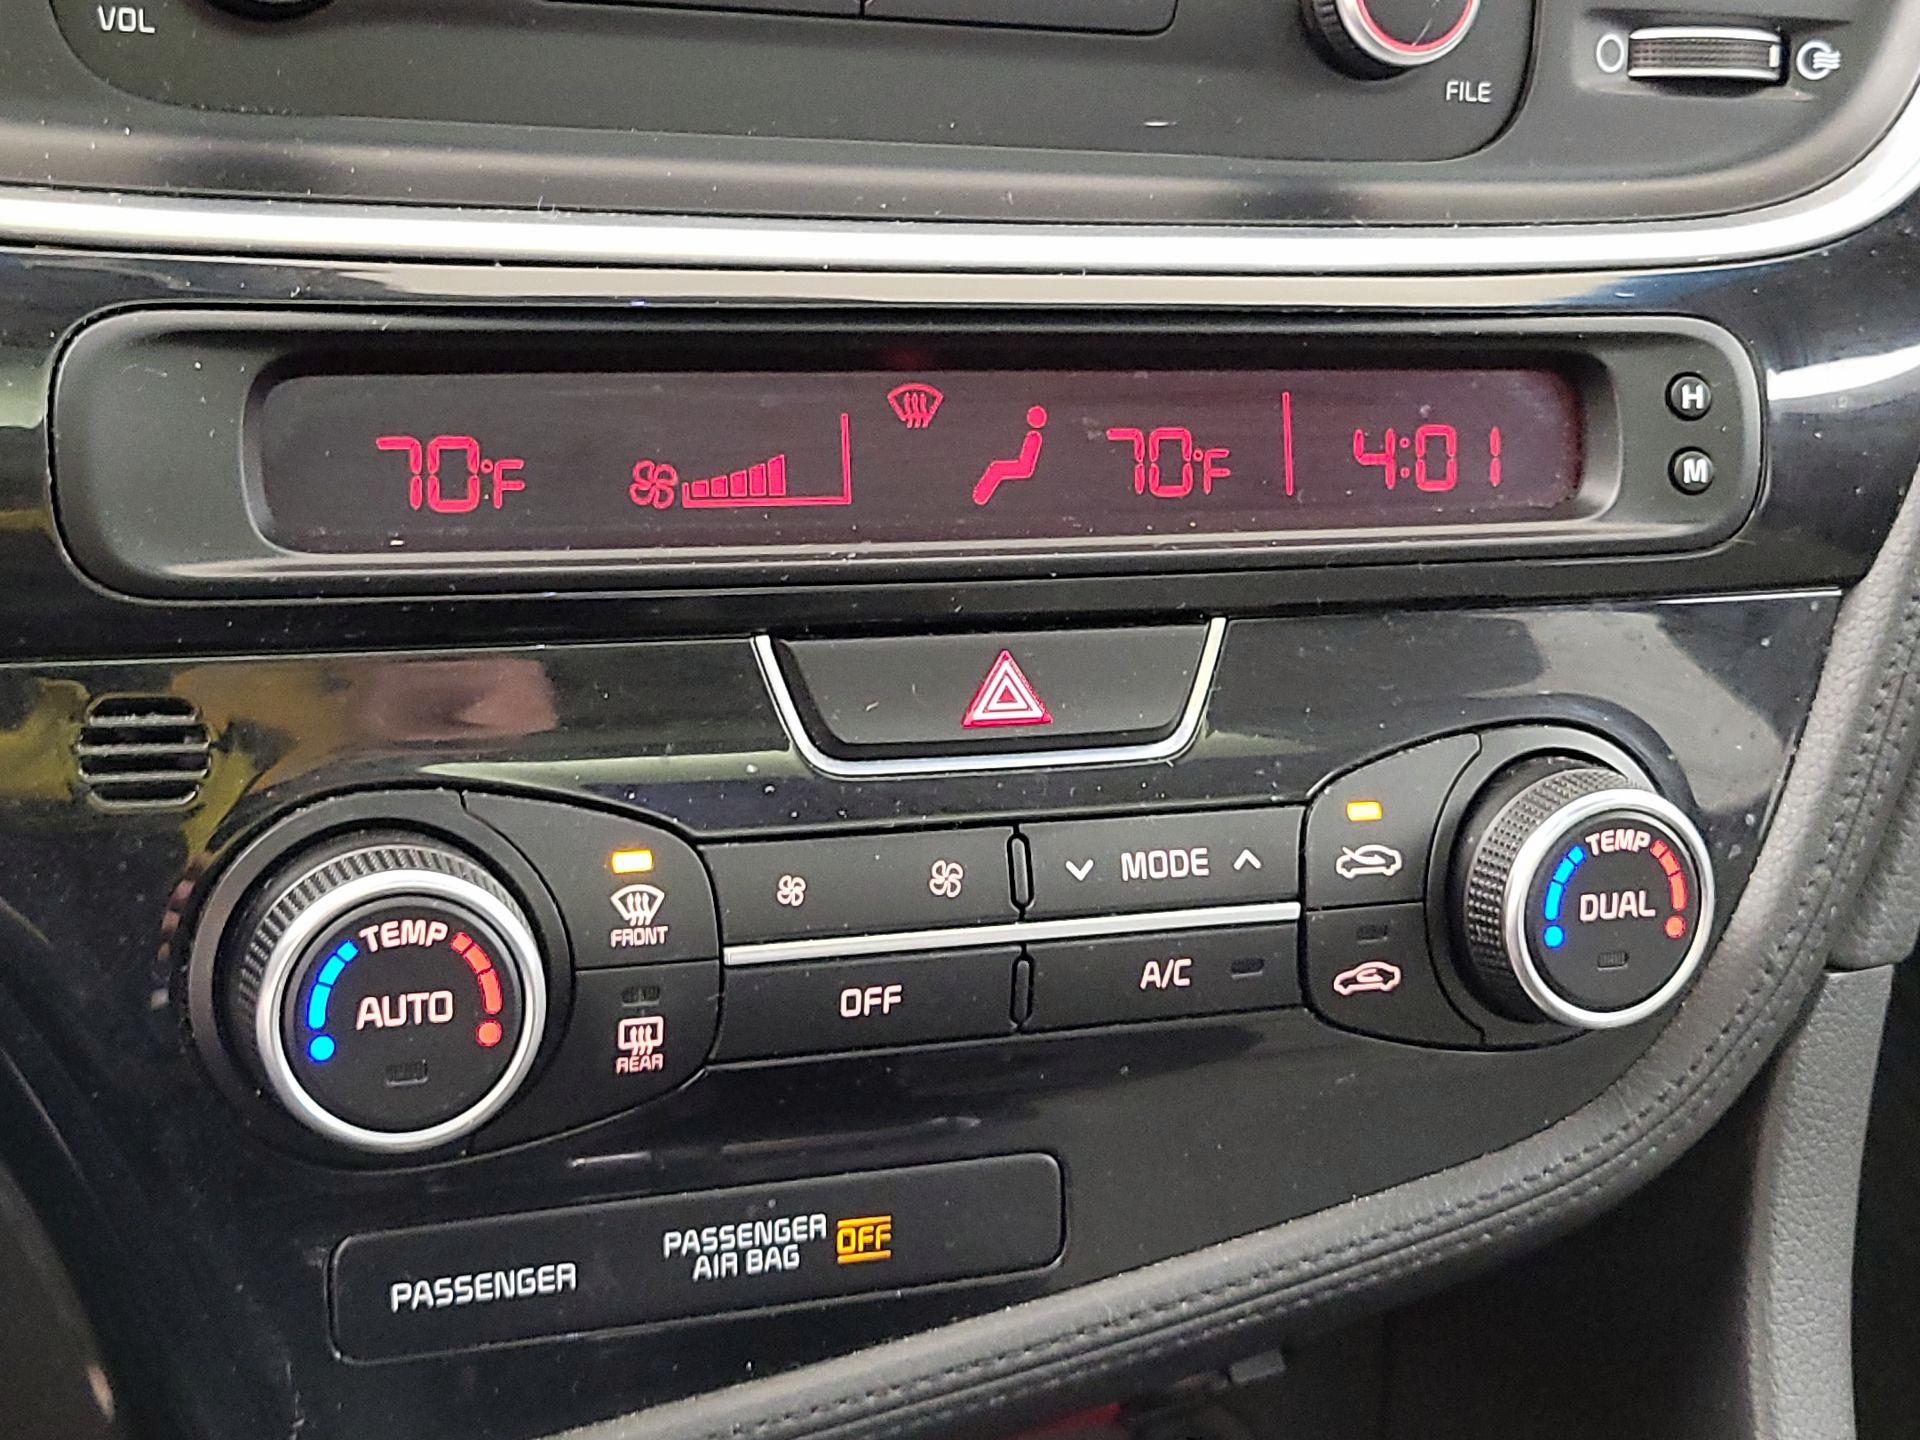 VOL
FILE
70°F
70°F
4:01
H
M
TEMP
AUTO
FRONT
REAR
MODE
OFF
A/C
TEMP
DUAL
PASSENGER
PASSENGER
AIR BAG
OFF